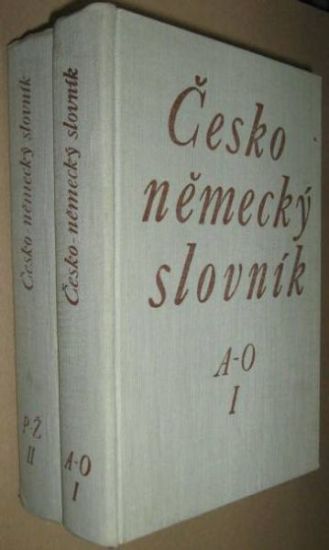 Česko německý slovník
P-Ž
II
Česko-německý slovník
A-O
I
Česko
německý
slovník
A-O
I